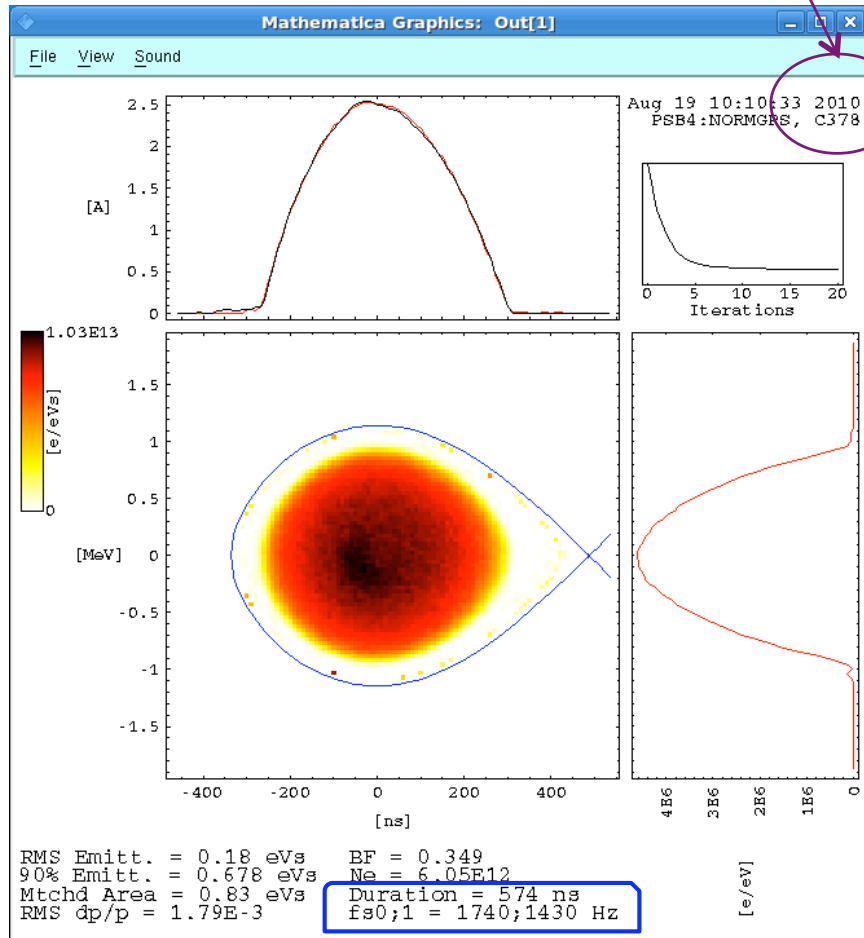 Mathematica Graphics: Out[1]
File View Sound
Aug 19 10:10:33 2010
PSB4:NORMGPS, C378
2.5
2
1.5
1
0.5
0
[A]
0 5 10 15 20
Iterations
1.03E13
[e/eVs]
0
1.5
1
0.5
0
-0.5
-1
-1.5
[MeV]
-400 -200 0 200 400
[ns]
4E6 3E6 2E6 1E6 0
[e/eV]
RMS Emitt. = 0.18 eVs BF = 0.349
90% Emitt. = 0.678 eVs Ne = 6.05E12
Mtchd Area = 0.83 eVs Duration = 574 ns
RMS dp/p = 1.79E-3 fs0;1 = 1740;1430 Hz